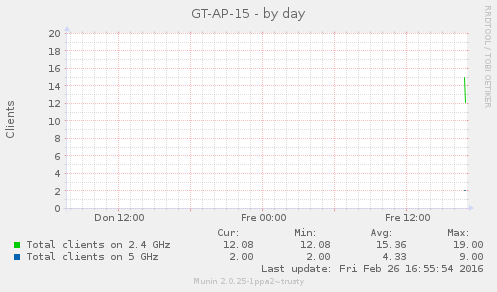 GT-AP-15 - by day
RRDTOOL / TOBI OETIKER
Clients
20
18
16
14
12
10
8
6
4
2
0
Don 12:00 Fre 00:00 Fre 12:00
Cur: Min: Avg: Max:
Total clients on 2.4 GHz 12.08 12.08 15.36 19.00
Total clients on 5 GHz 2.00 2.00 4.33 9.00
Last update: Fri Feb 26 16:55:54 2016
Munin 2.0.25-1ppa2~trusty